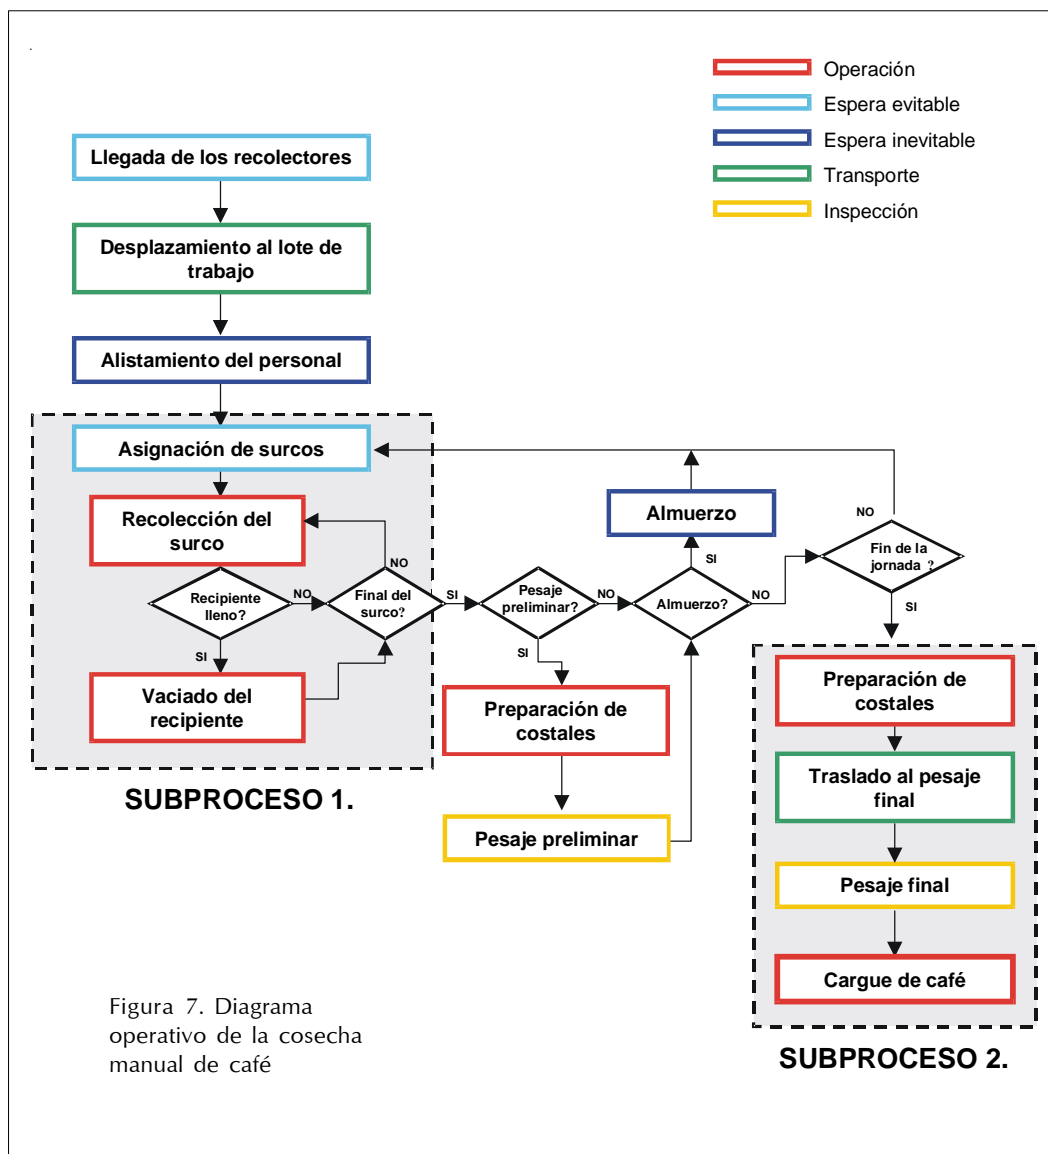 Operación
Espera evitable
Espera inevitable
Transporte
Inspección
Llegada de los recolectores
Desplazamiento al lote de
trabajo
Alistamiento del personal
Asignación de surcos
Recolección del
surco
Recipiente
lleno?
NO
SI
Vaciado del
recipiente
Final del
surco?
NO
SI
SUBPROCESO 1.
Pesaje
preliminar?
NO
SI
Preparación de
costales
Pesaje preliminar
Almuerzo?
SI
NO
Almuerzo
Fin de la
jornada ?
NO
SI
Preparación de
costales
Traslado al pesaje
final
Pesaje final
Cargue de café
SUBPROCESO 2.
Figura 7. Diagrama
operativo de la cosecha
manual de café